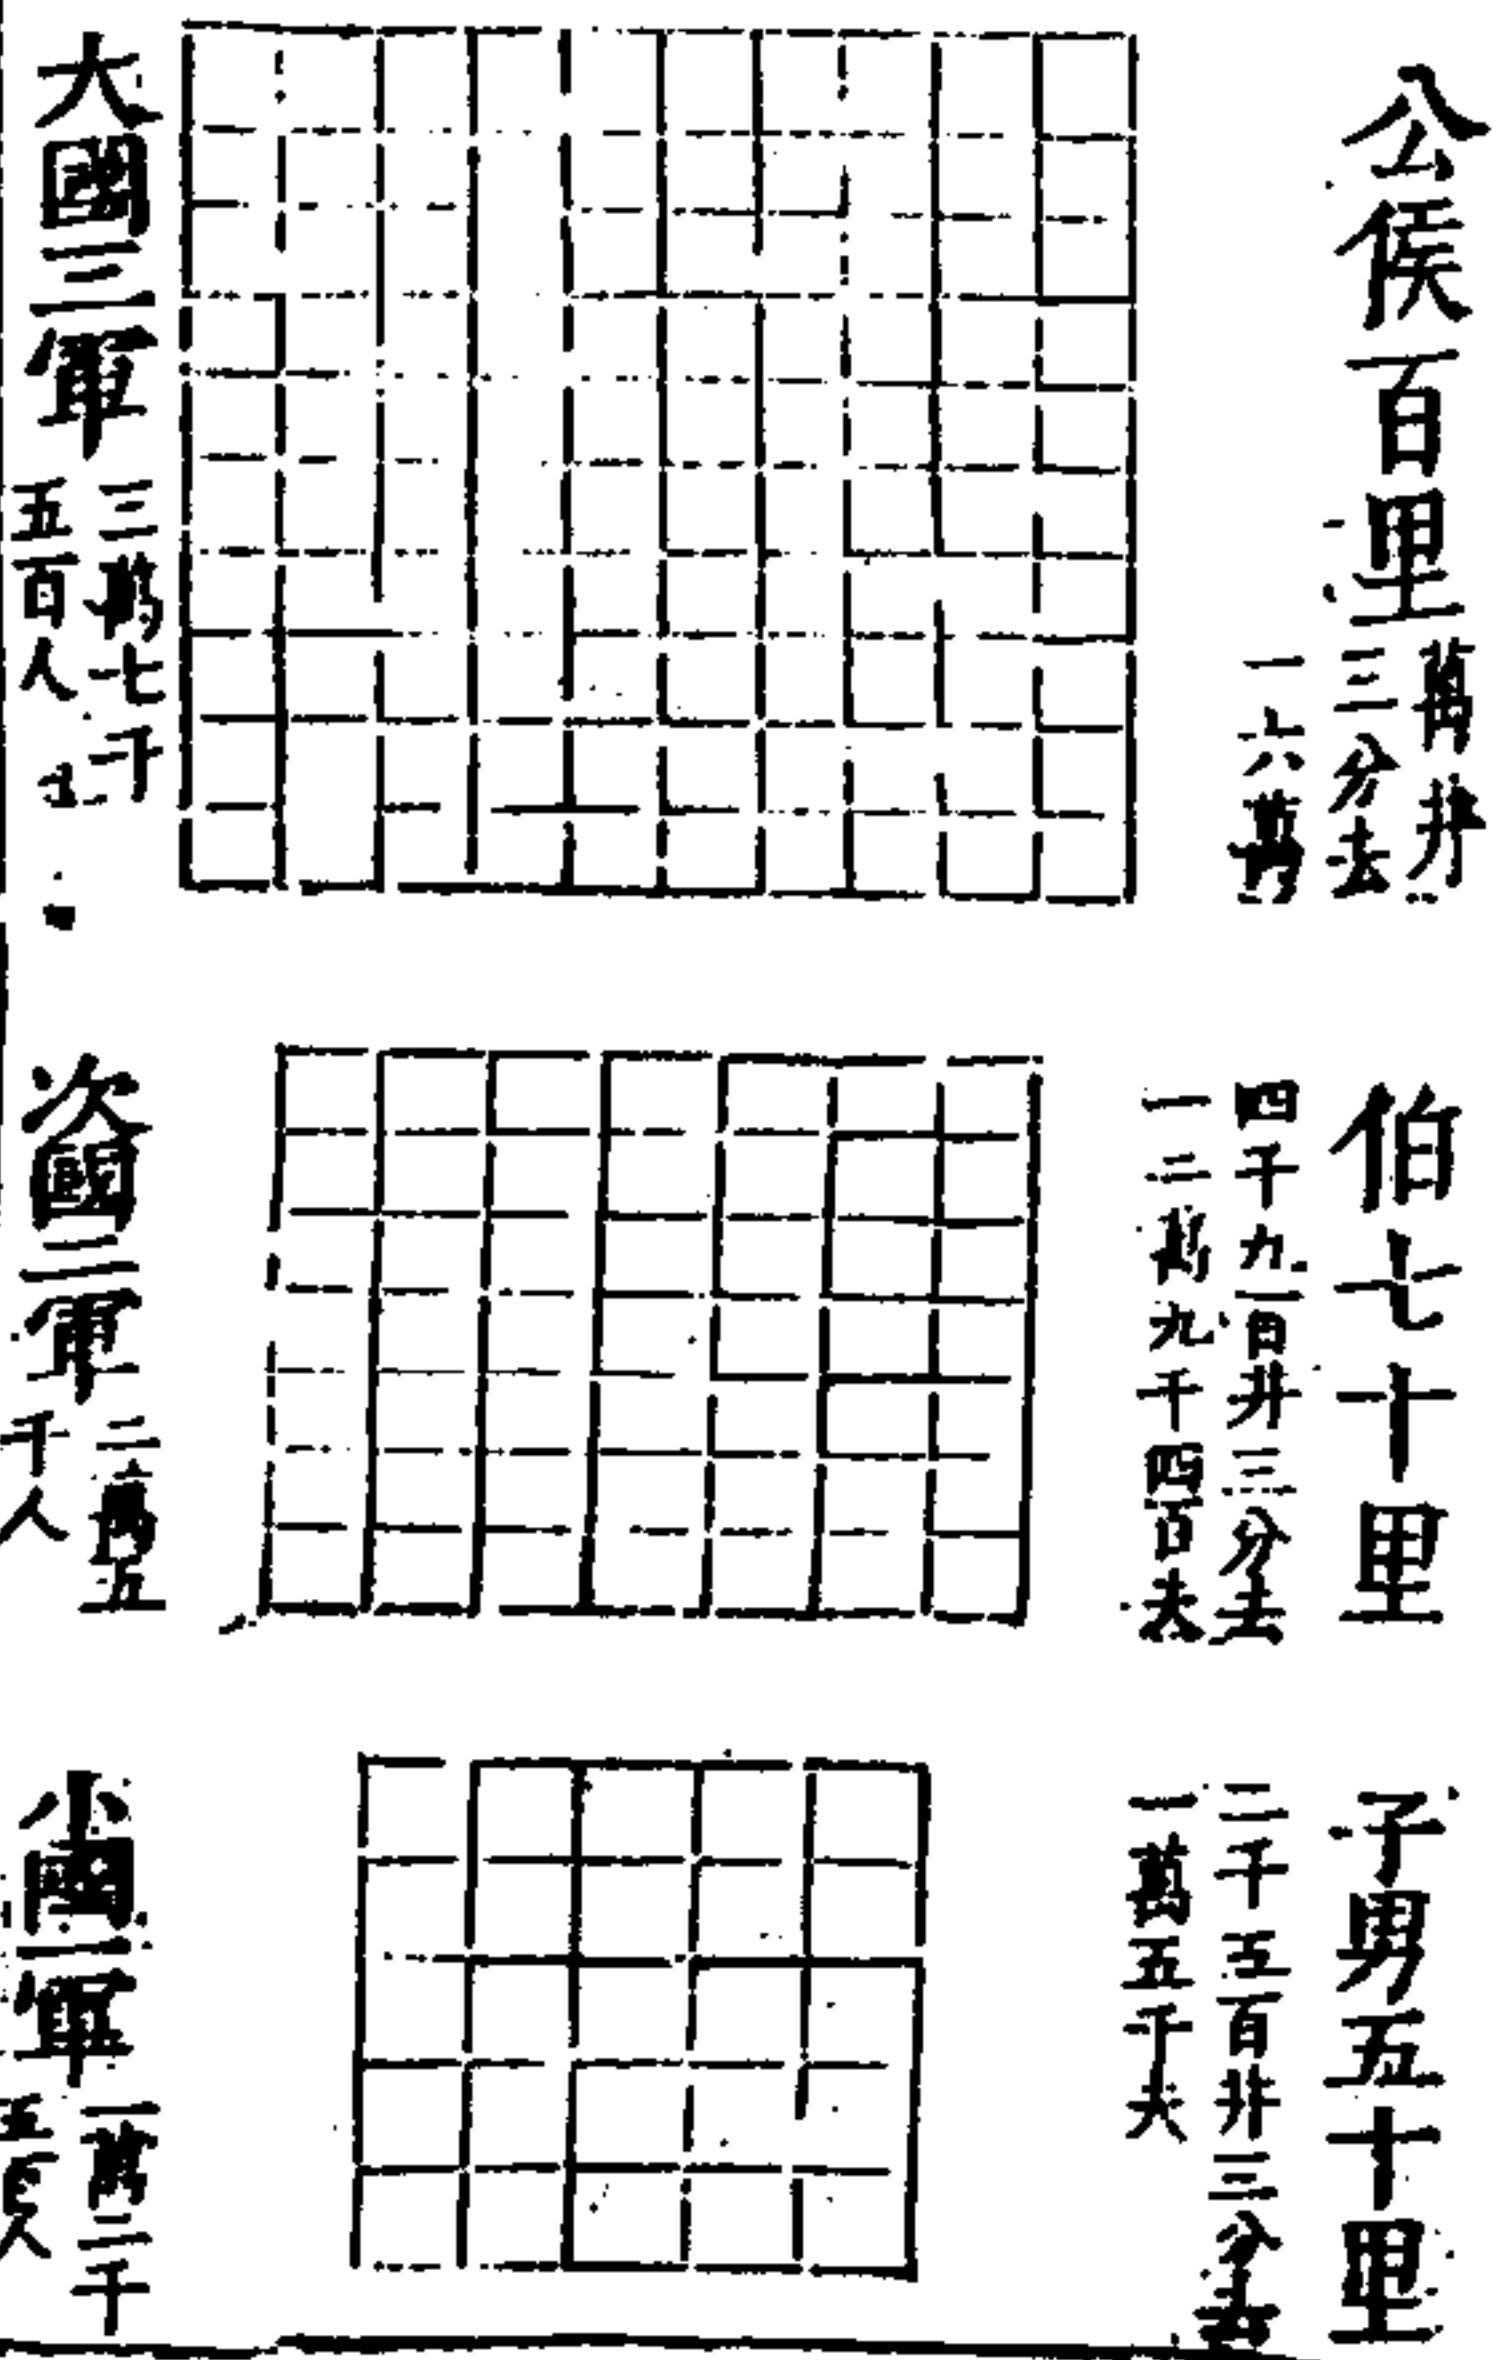 公侯百里
萬井三分去
一六萬
大國三軍
三萬七千
五百人
伯七十里
四千九百井三分去
一二萬九千四百夫
次國二軍
二萬五
千人
子男五十里
二千五百井三分去
一萬五千夫
小國一軍
一萬二千
五百人